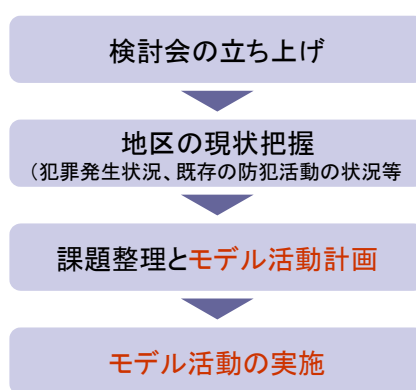 検討会の立ち上げ
地区の現状把握
（犯罪発生状況、既存の防犯活動の状況等
課題整理とモデル活動計画
モデル活動の実施